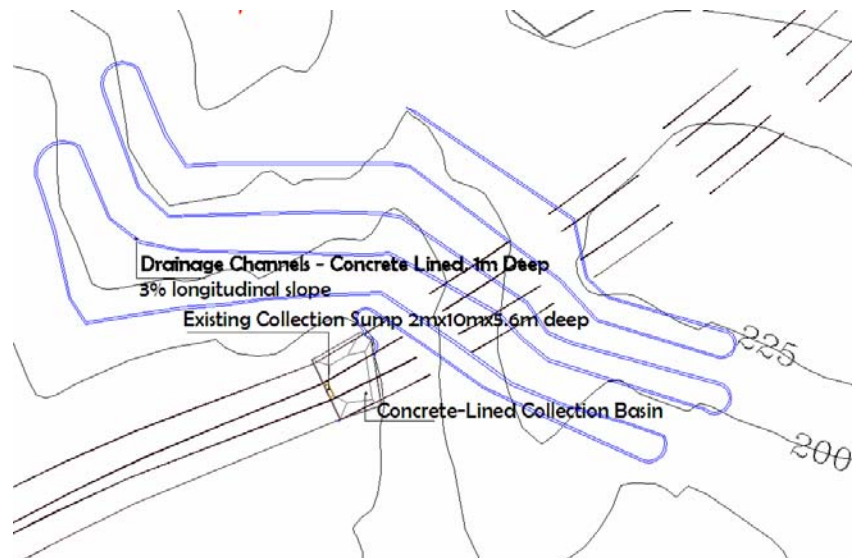 Drainage Channels - Concrete Lined, 1m Deep
3% longitudinal slope
Existing Collection Sump 2mx10mx5.6m deep
225
Concrete-Lined Collection Basin
200